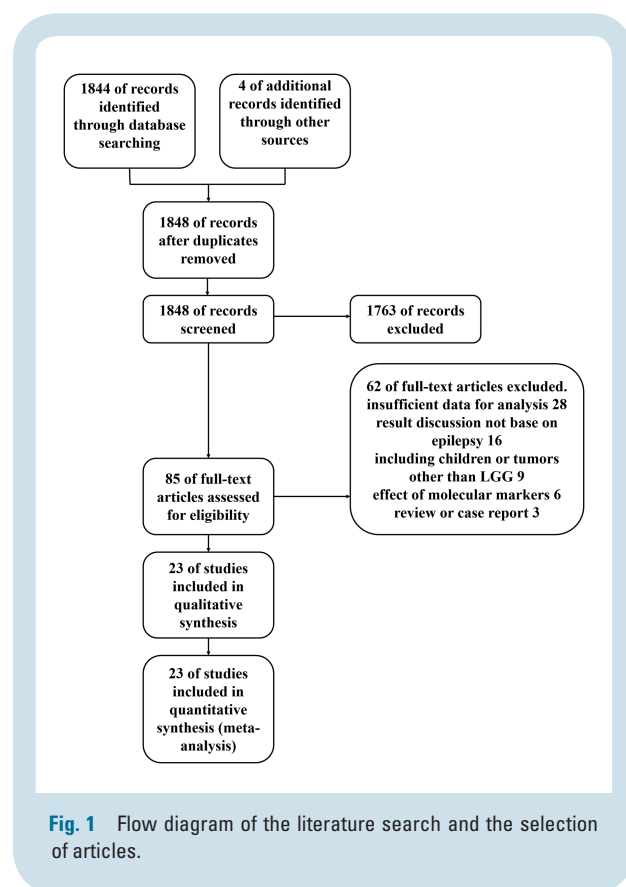 1844 of records
identified
through database
searching
4 of additional
records identified
through other
sources
1848 of records
after duplicates
removed
1848 of records
screened
1763 of records
excluded
62 of full-text articles excluded.
insufficient data for analysis 28
result discussion not base on
epilepsy 16
including children or tumors
other than LGG 9
effect of molecular markers 6
review or case report 3
85 of full-text
articles assessed
for eligibility
23 of studies
included in
qualitative
synthesis
23 of studies
included in
quantitative
synthesis (meta-
analysis)
Fig. 1 Flow diagram of the literature search and the selection
of articles.